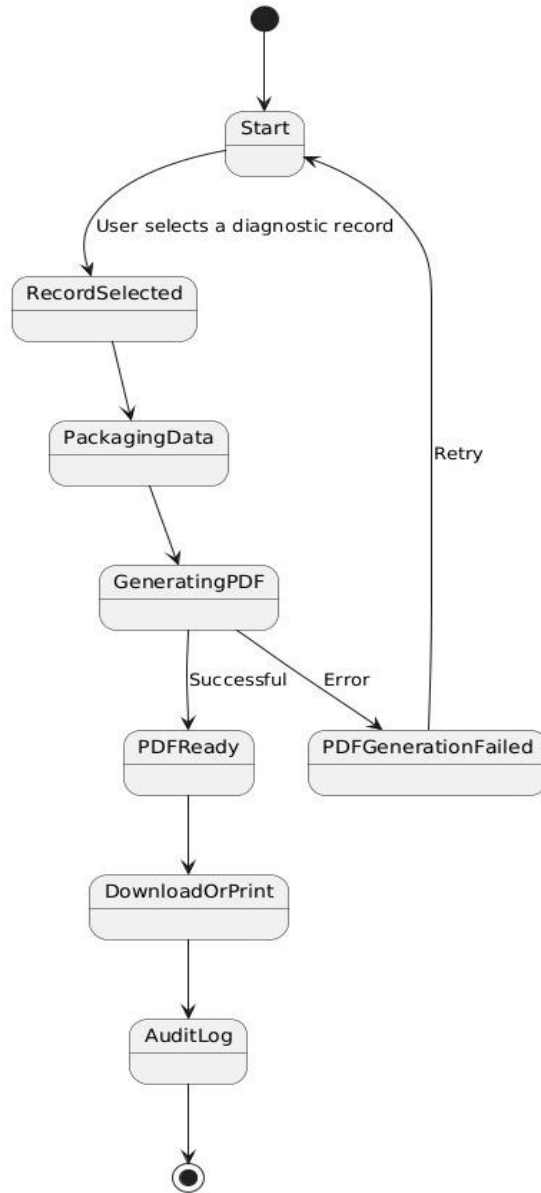 Start
User selects a diagnostic record
RecordSelected
PackagingData
Retry
GeneratingPDF
Successful
Error
PDFReady
PDFGenerationFailed
DownloadOrPrint
AuditLog